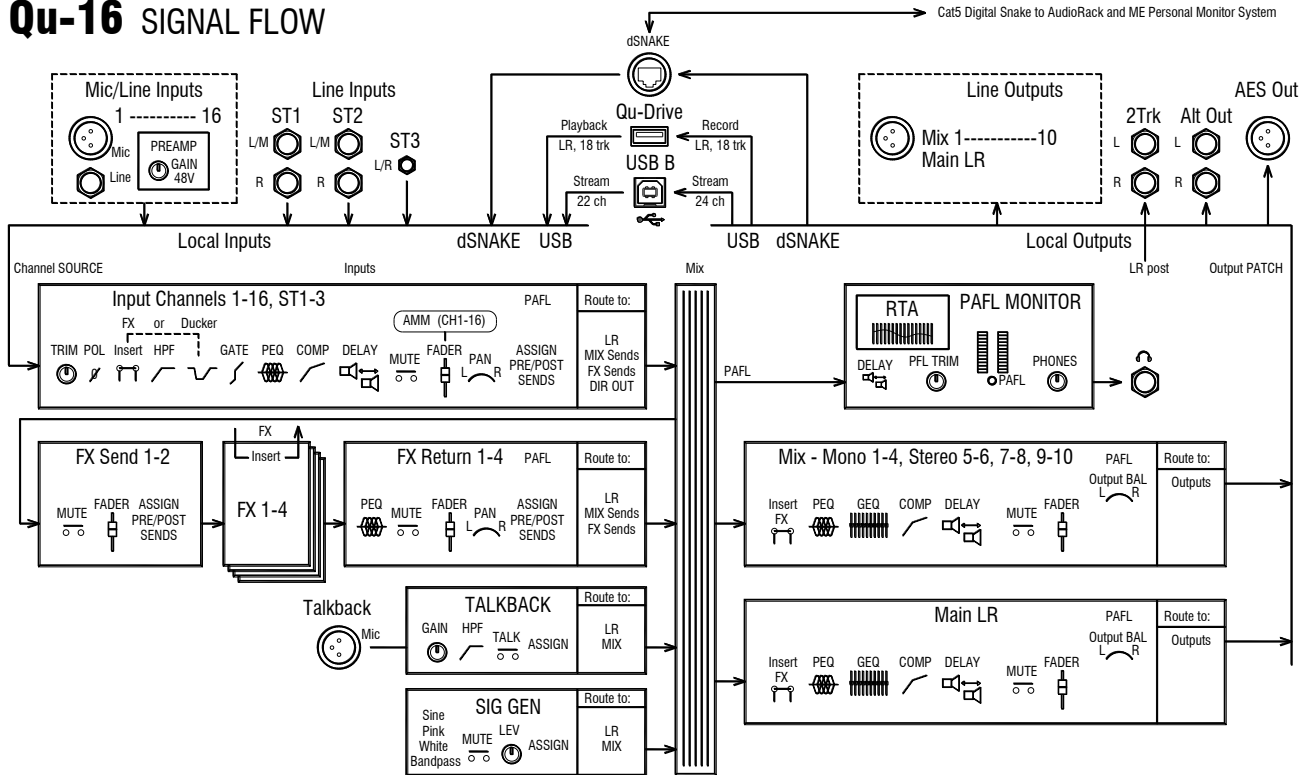 Qu-16 SIGNAL FLOW
Cat5 Digital Snake to AudioRack and ME Personal Monitor System
dSNAKE
Mic/Line Inputs
1 ---------- 16
Mic
Line
PREAMP
GAIN
48V
Line Inputs
ST1
ST2
ST3
L/M
L/M
L/R
R
R
Qu-Drive
Playback
LR, 18 trk
Record
LR, 18 trk
USB B
Stream
22 ch
Stream
24 ch
Line Outputs
Mix 1---------10
Main LR
2Trk
Alt Out
AES Out
L
L
R
R
Local Inputs
dSNAKE
USB
USB
dSNAKE
Local Outputs
Channel SOURCE
Inputs
Mix
LR post
Output PATCH
Input Channels 1-16, ST1-3
PAFL
Route to:
FX or Ducker
AMM (CH1-16)
TRIM
POL
Insert
HPF
GATE
PEQ
COMP
DELAY
MUTE
FADER
PAN
L
R
ASSIGN
PRE/POST
SENDS
LR
MIX Sends
FX Sends
DIR OUT
PAFL
RTA
PAFL MONITOR
DELAY
PFL TRIM
PAFL
PHONES
FX Send 1-2
MUTE
FADER
ASSIGN
PRE/POST
SENDS
FX
Insert
FX 1-4
FX Return 1-4
PAFL
Route to:
PEQ
MUTE
FADER
PAN
L
R
ASSIGN
PRE/POST
SENDS
LR
MIX Sends
FX Sends
Mix - Mono 1-4, Stereo 5-6, 7-8, 9-10
PAFL
Route to:
Output BAL
L
R
Outputs
Insert
FX
PEQ
GEQ
COMP
DELAY
MUTE
FADER
Talkback
Mic
TALKBACK
Route to:
GAIN
HPF
TALK
ASSIGN
LR
MIX
Main LR
PAFL
Route to:
Output BAL
L
R
Outputs
Insert
FX
PEQ
GEQ
COMP
DELAY
MUTE
FADER
SIG GEN
Route to:
Sine
Pink
White
Bandpass
MUTE
LEV
ASSIGN
LR
MIX